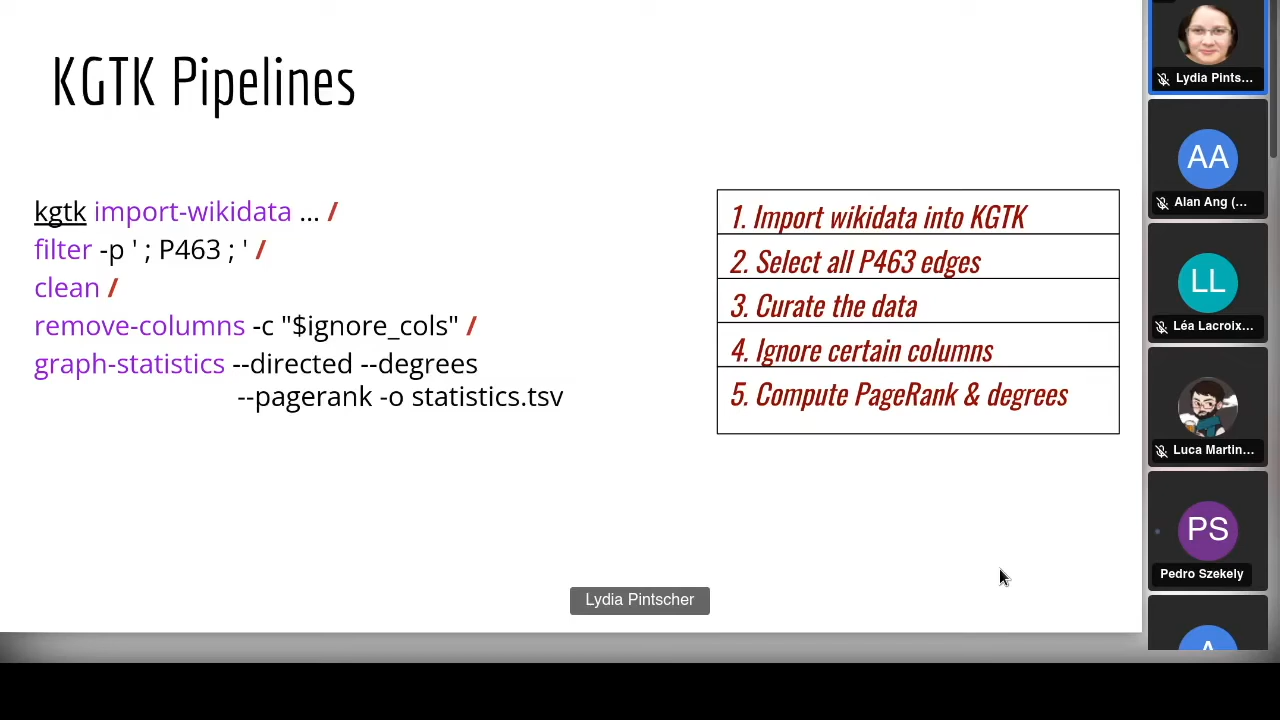 KGTK Pipelines
kgtk import-wikidata ... /
filter -p ' ; P463 ; ' /
clean /
remove-columns -c "$ignore_cols" /
graph-statistics --directed --degrees
--pagerank -o statistics.tsv
1. Import wikidata into KGTK
2. Select all P463 edges
3. Curate the data
4. Ignore certain columns
5. Compute PageRank & degrees
Lydia Pintscher
Lydia Pints...
AA
Alan Ang (...
LL
Léa Lacroix...
Luca Martin...
PS
Pedro Szekely
A